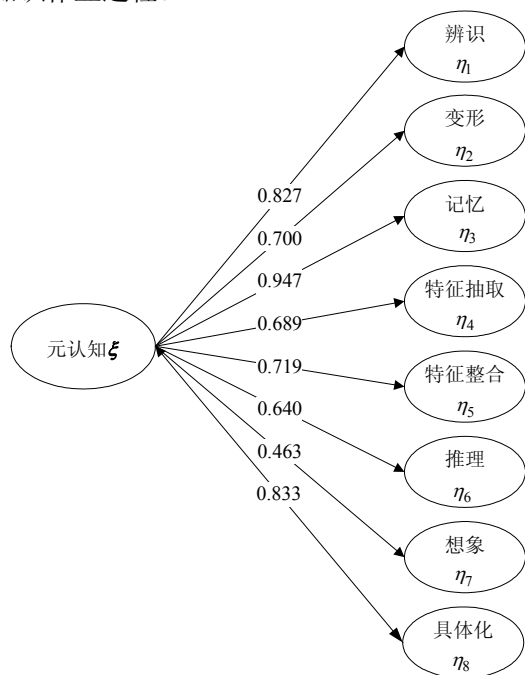 辨识
η1
变形
η2
0.827
记忆
0.700
η3
0.947
特征抽取
0.689
η4
元认知ξ
0.719
特征整合
η5
0.640
推理
0.463
η6
0.833
想象
η7
具体化
η8